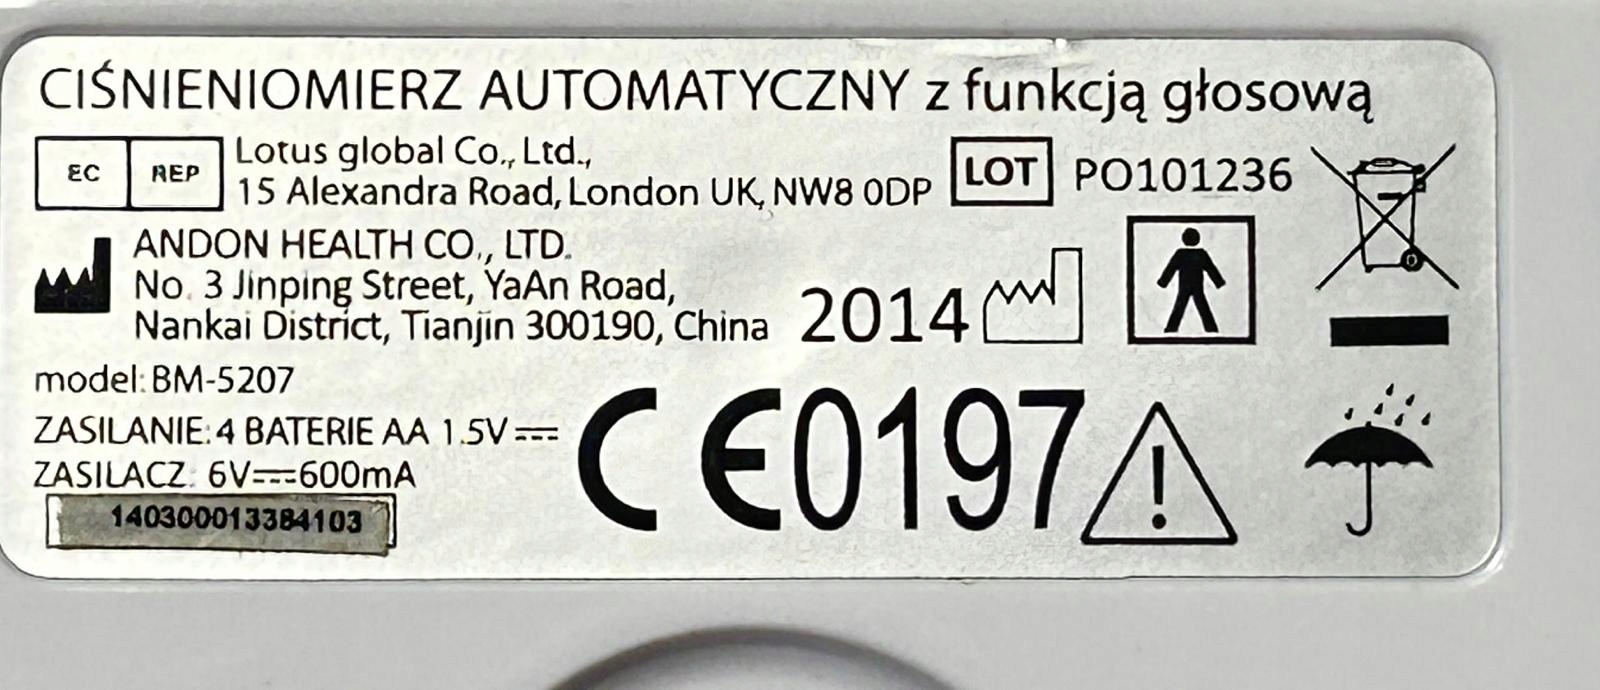 CIŚNIENIOMIERZ AUTOMATYCZNY z funkcją głosową
EC REP
Lotus global Co., Ltd.,
15 Alexandra Road, London UK, NW8 0DP
LOT PO101236
ANDON HEALTH CO., LTD.
No. 3 Jinping Street, YaAn Road,
Nankai District, Tianjin 300190, China
2014
model: BM-5207
ZASILANIE: 4 BATERIE AA 1.5V⎓
ZASILACZ: 6V⎓600mA
140300013384103
CE0197